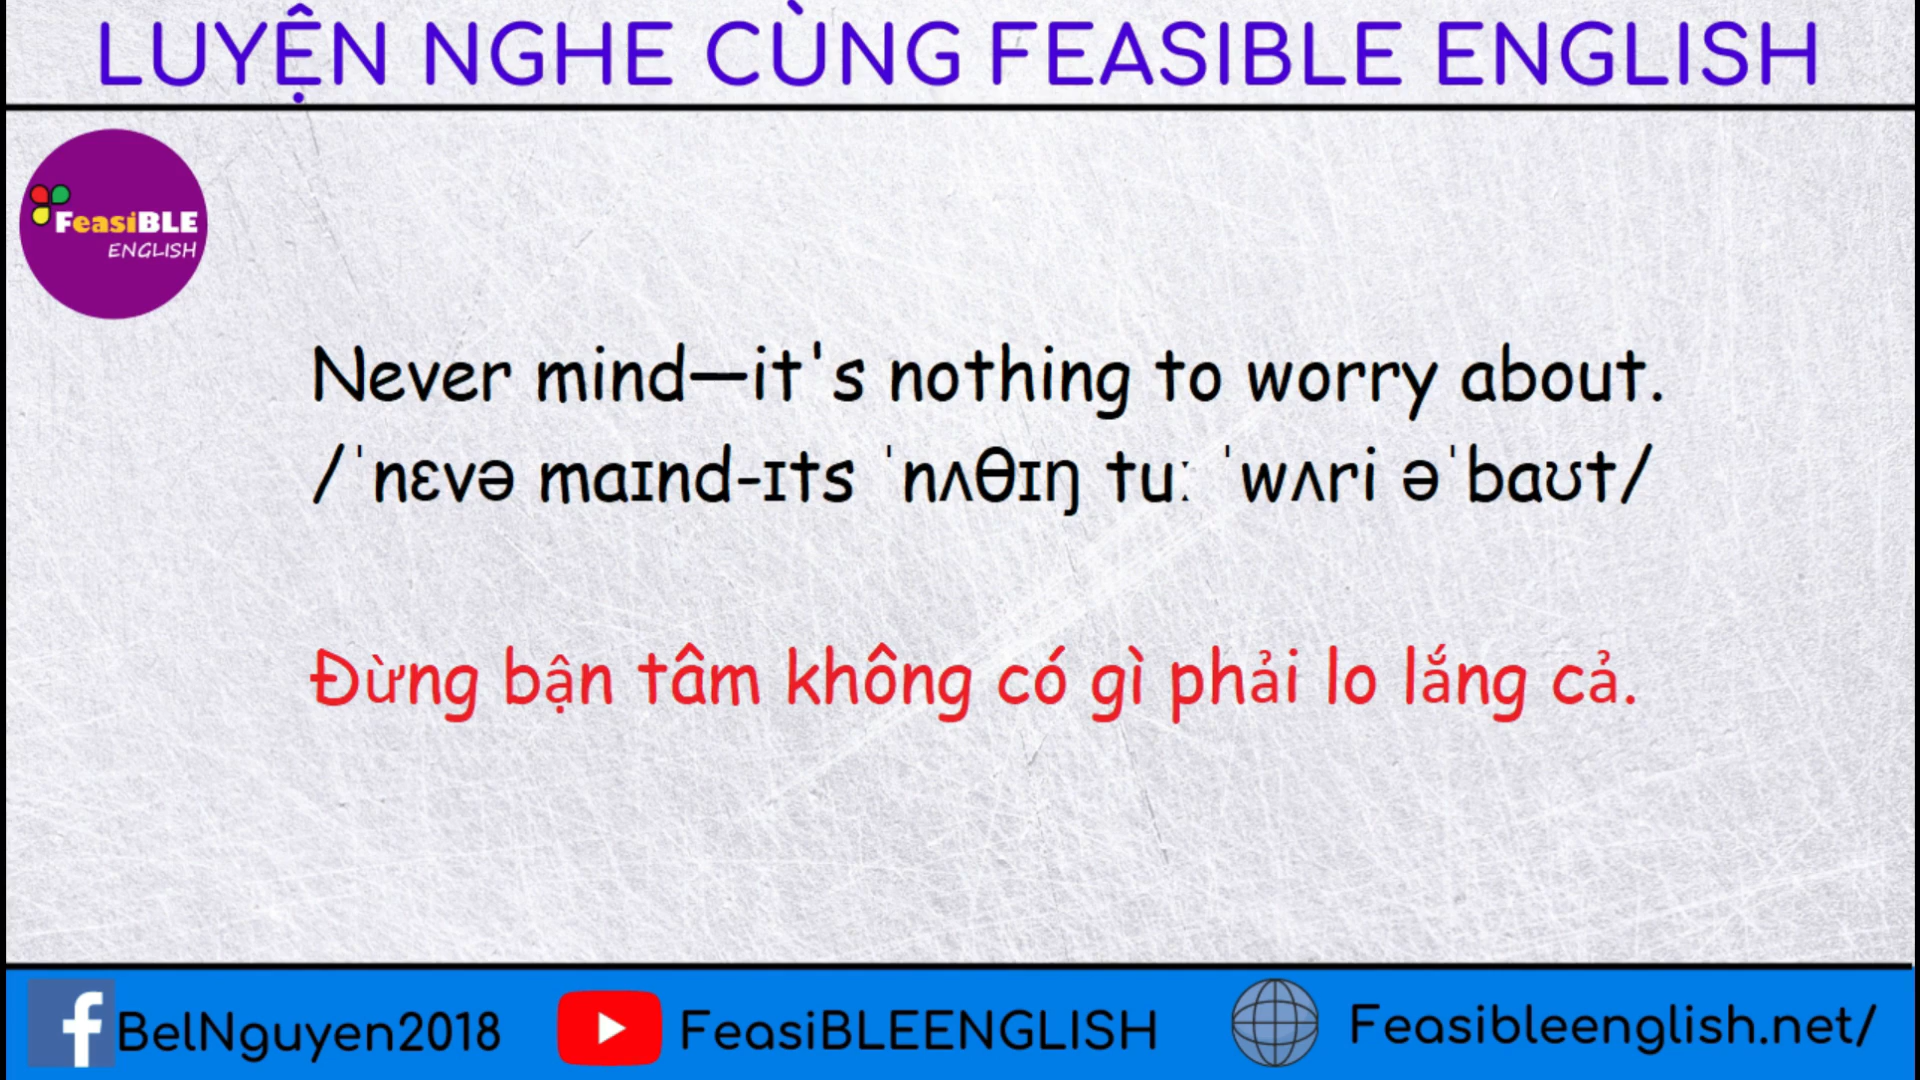 LUYỆN NGHE CÙNG FEASIBLE ENGLISH
FeasiBLE
ENGLISH
Never mind—it's nothing to worry about.
/ˈnɛvə maɪnd-ɪts ˈnʌθɪŋ tuː ˈwʌri əˈbaʊt/
Đừng bận tâm không có gì phải lo lắng cả.
BelNguyen2018
FeasiBLEENGLISH
Feasibleenglish.net/